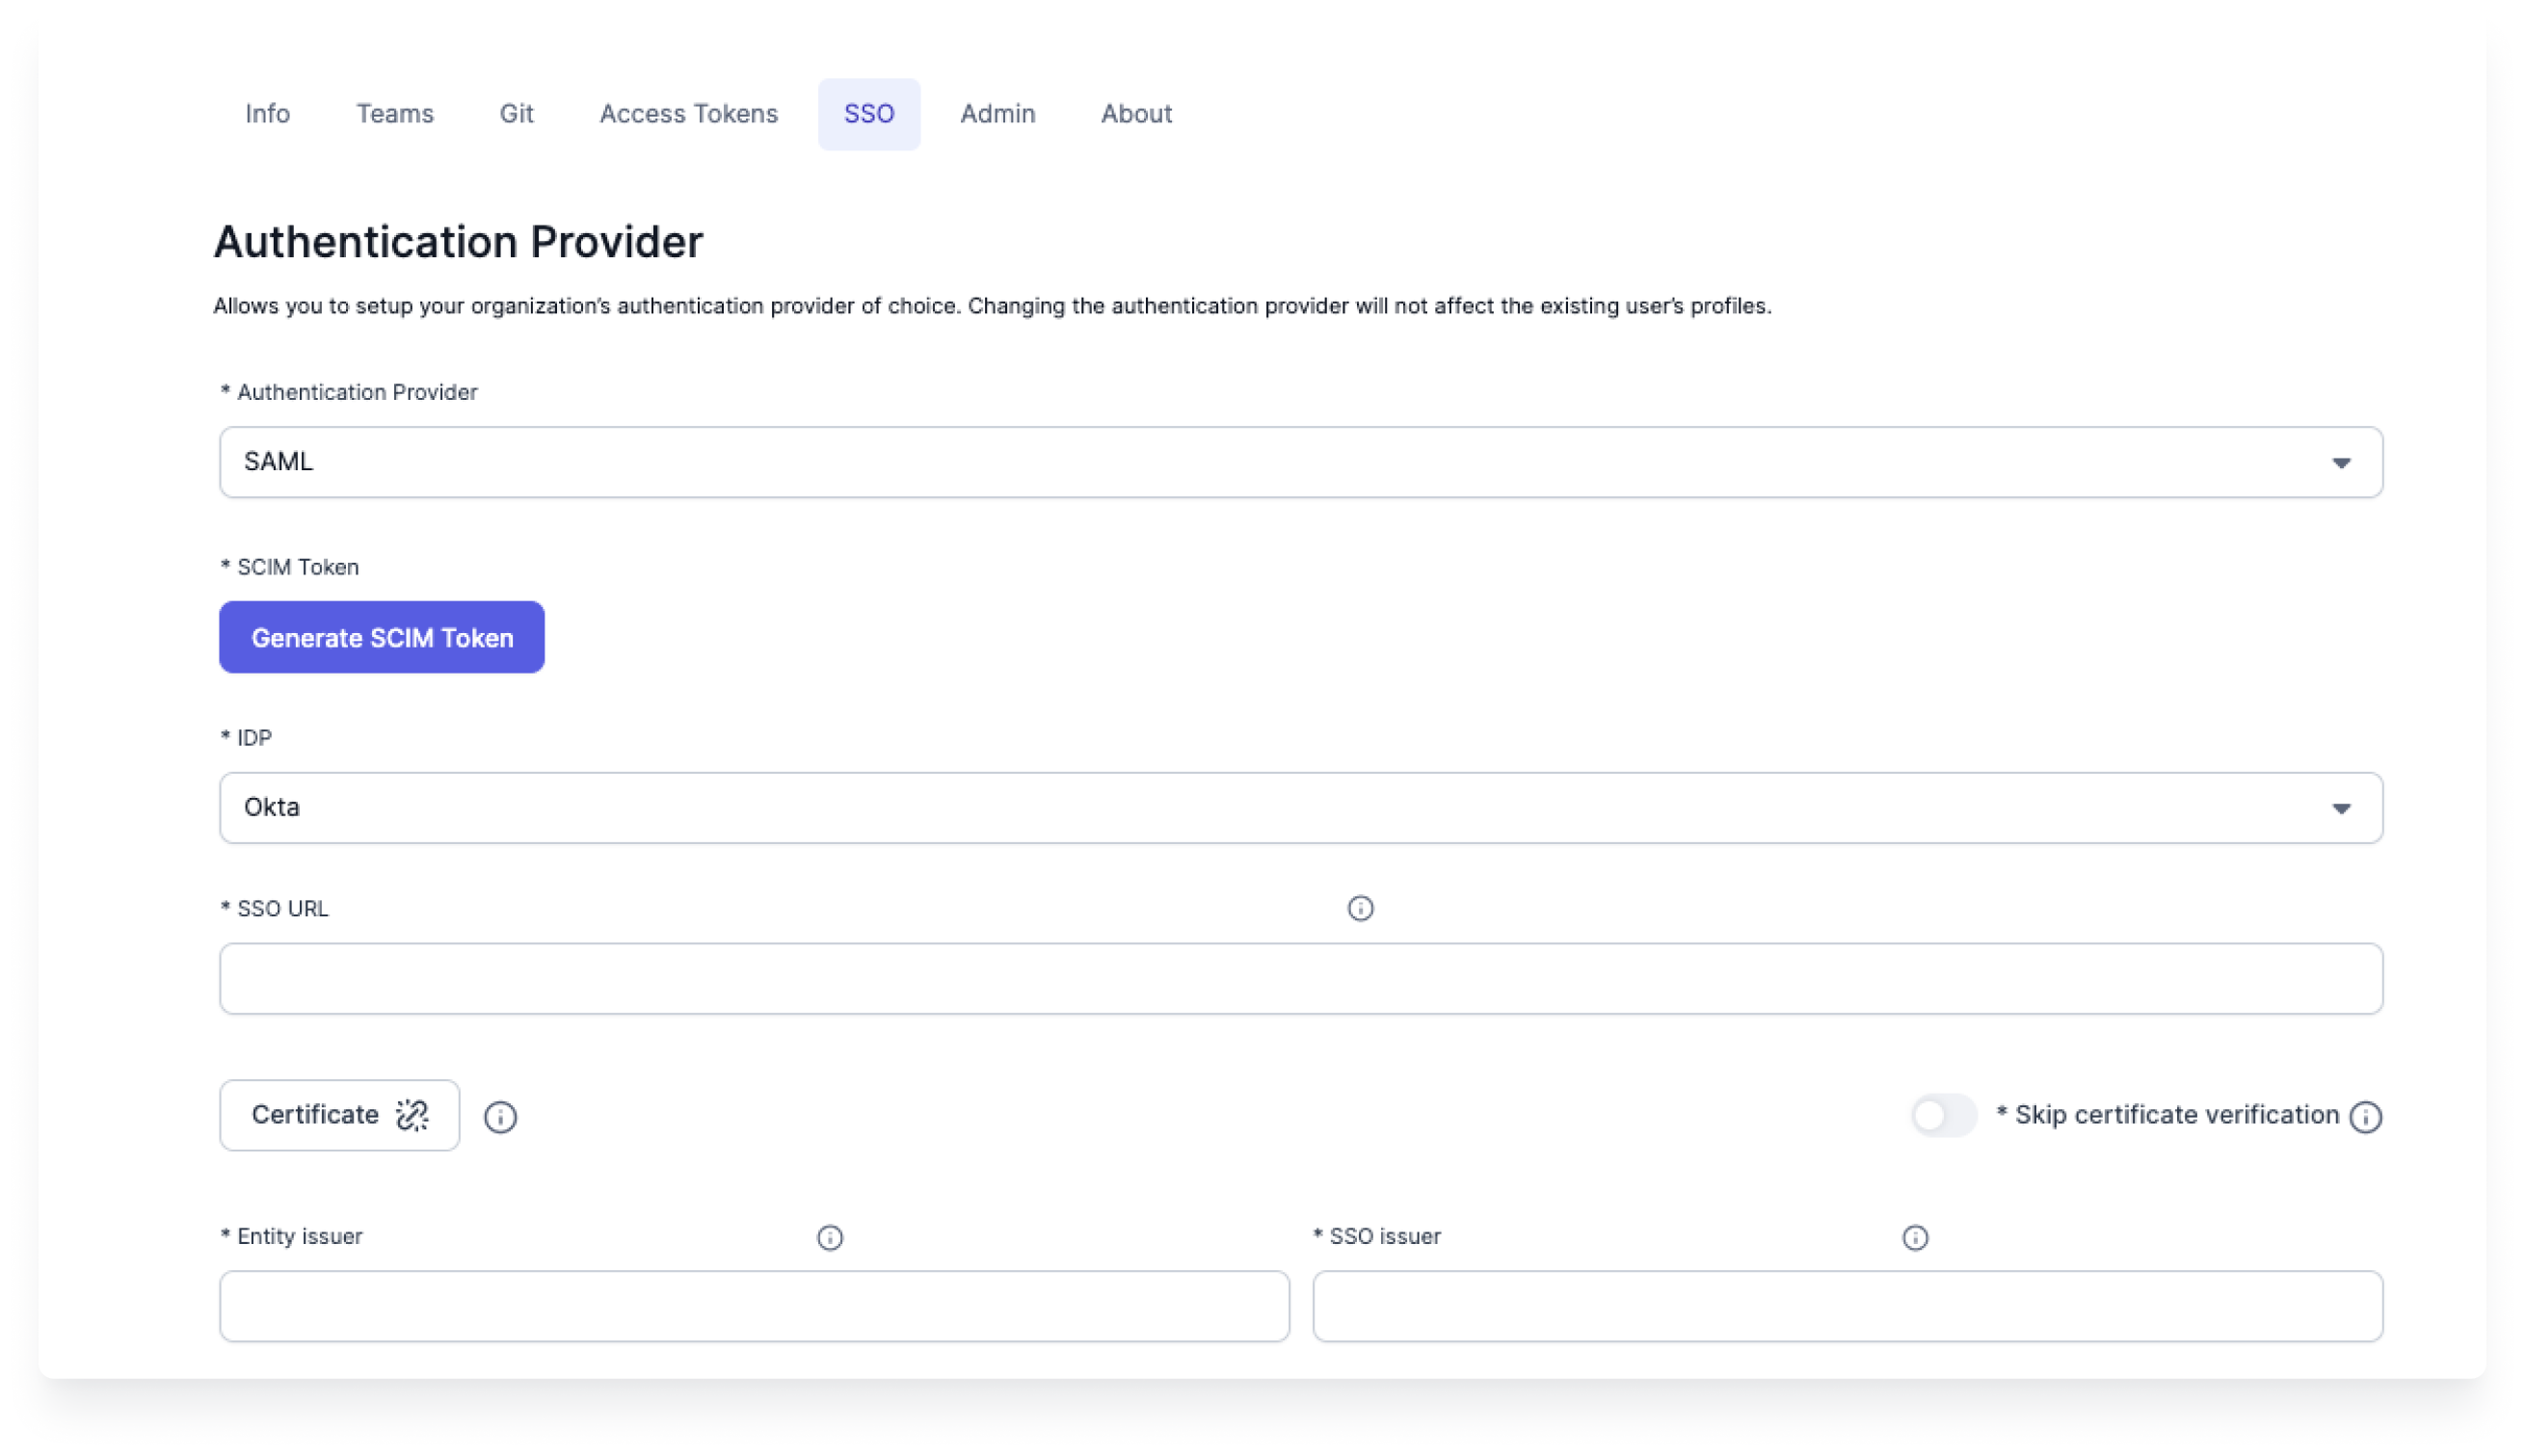 Info Teams Git Access Tokens SSO Admin About
Authentication Provider
Allows you to setup your organization's authentication provider of choice. Changing the authentication provider will not affect the existing user's profiles.
* Authentication Provider
SAML
* SCIM Token
Generate SCIM Token
* IDP
Okta
* SSO URL
Certificate * Skip certificate verification
* Entity issuer * SSO issuer